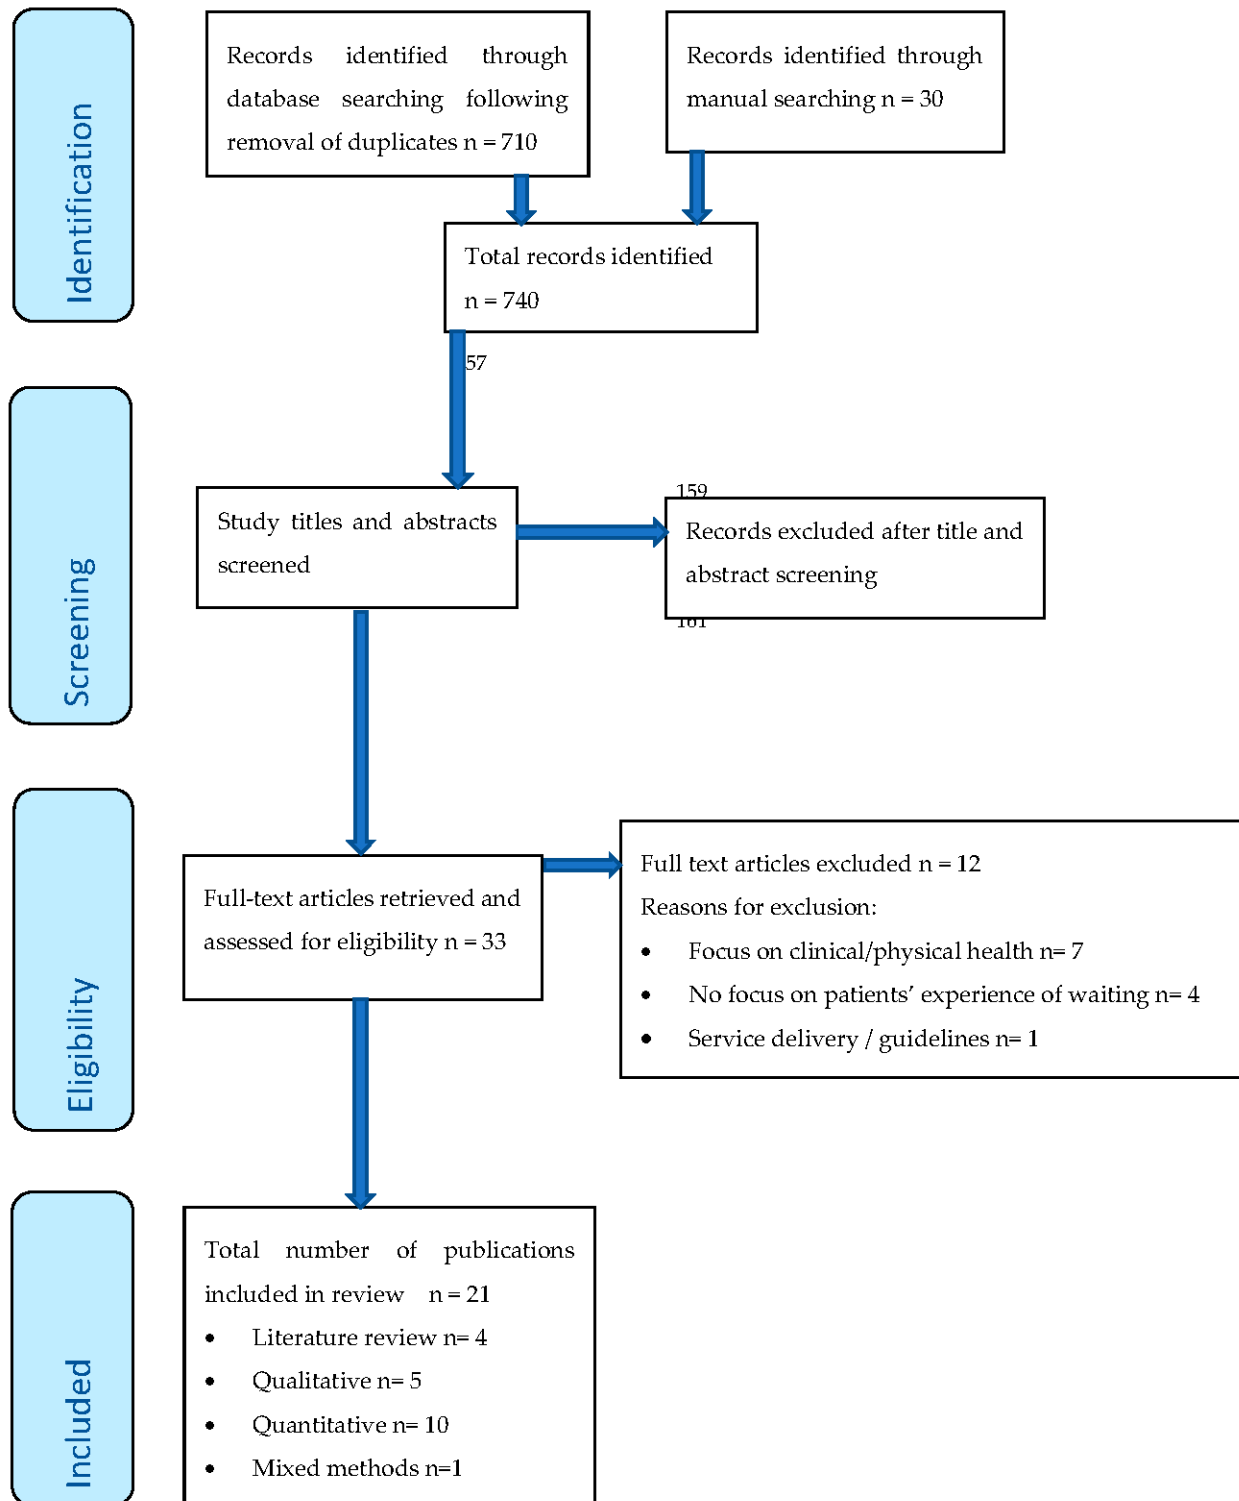 Identification
Records identified through
database searching following
removal of duplicates n = 710
Records identified through
manual searching n = 30
Total records identified
n = 740
57
Screening
Study titles and abstracts
screened
159
Records excluded after title and
abstract screening
161
Eligibility
Full-text articles retrieved and
assessed for eligibility n = 33
Full text articles excluded n = 12
Reasons for exclusion:
• Focus on clinical/physical health n= 7
• No focus on patients’ experience of waiting n= 4
• Service delivery / guidelines n= 1
Included
Total number of publications
included in review n = 21
• Literature review n= 4
• Qualitative n= 5
• Quantitative n= 10
• Mixed methods n=1